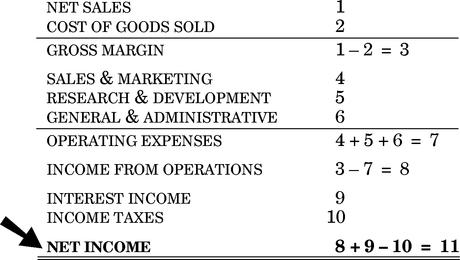 NET SALES 1
COST OF GOODS SOLD 2
GROSS MARGIN 1 – 2 = 3
SALES & MARKETING 4
RESEARCH & DEVELOPMENT 5
GENERAL & ADMINISTRATIVE 6
OPERATING EXPENSES 4 + 5 + 6 = 7
INCOME FROM OPERATIONS 3 – 7 = 8
INTEREST INCOME 9
INCOME TAXES 10
NET INCOME 8 + 9 – 10 = 11